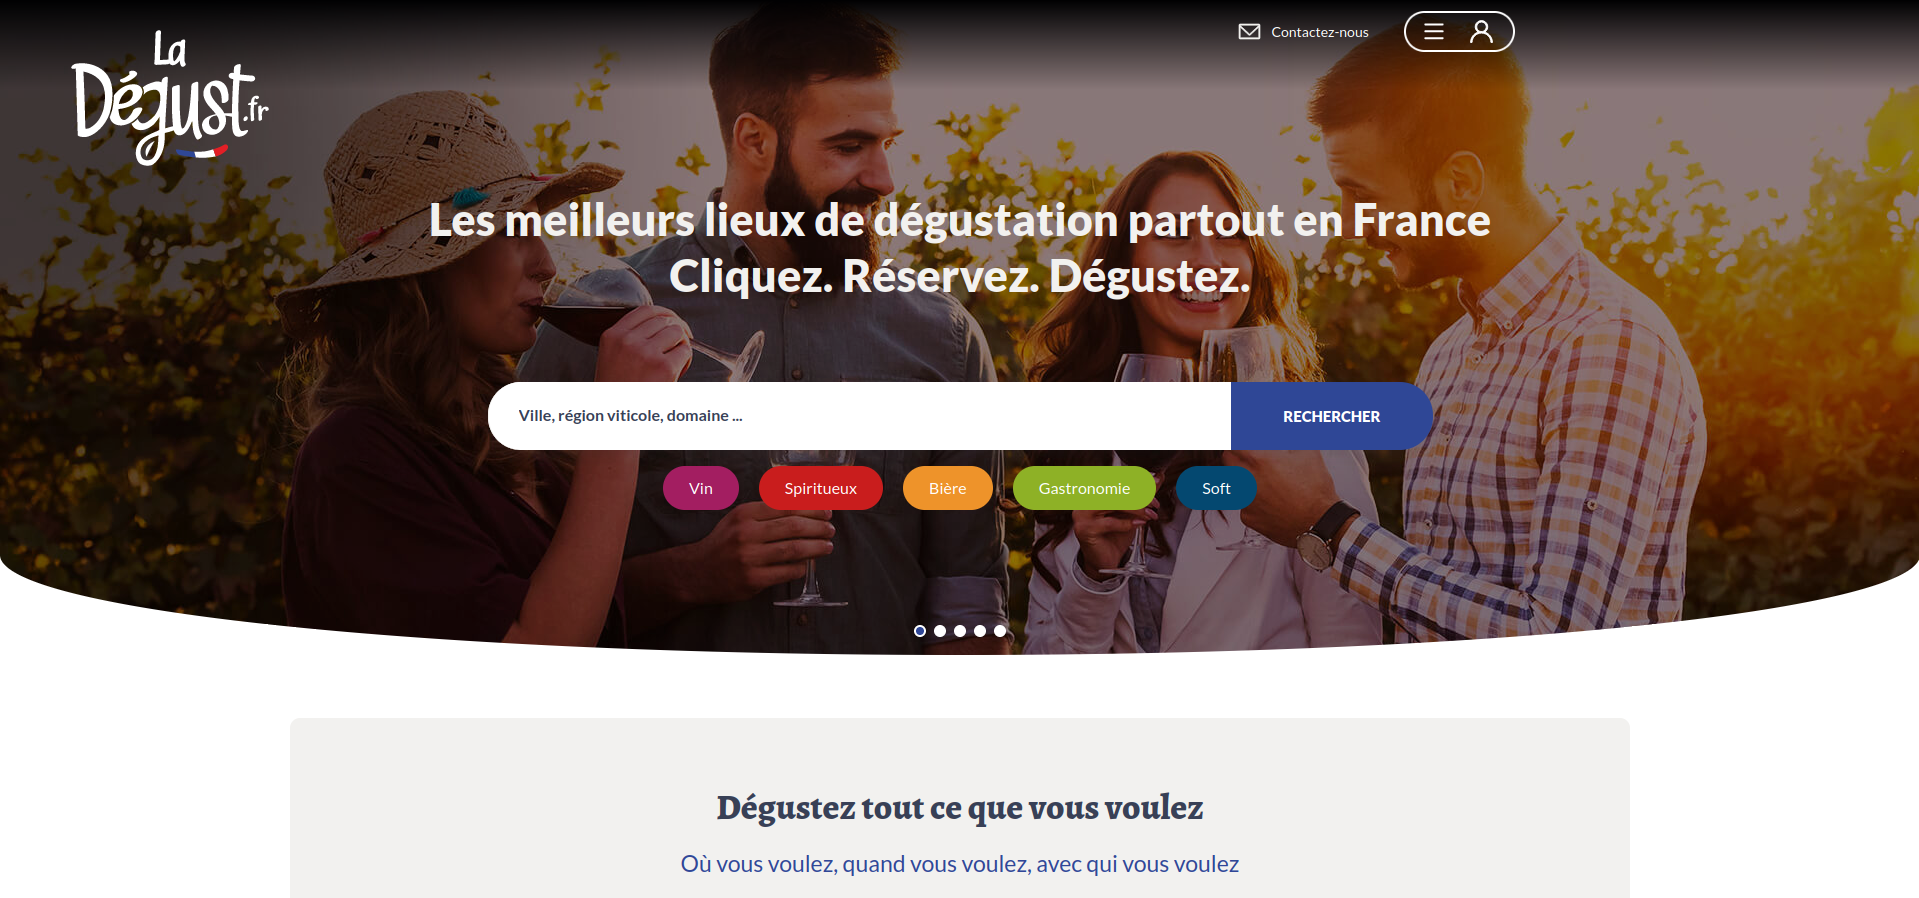 La
Dégust.fr
Contactez-nous
Les meilleurs lieux de dégustation partout en France
Cliquez. Réservez. Dégustez.
Ville, région viticole, domaine ...
RECHERCHER
Vin
Spiritueux
Bière
Gastronomie
Soft
Dégustez tout ce que vous voulez
Où vous voulez, quand vous voulez, avec qui vous voulez